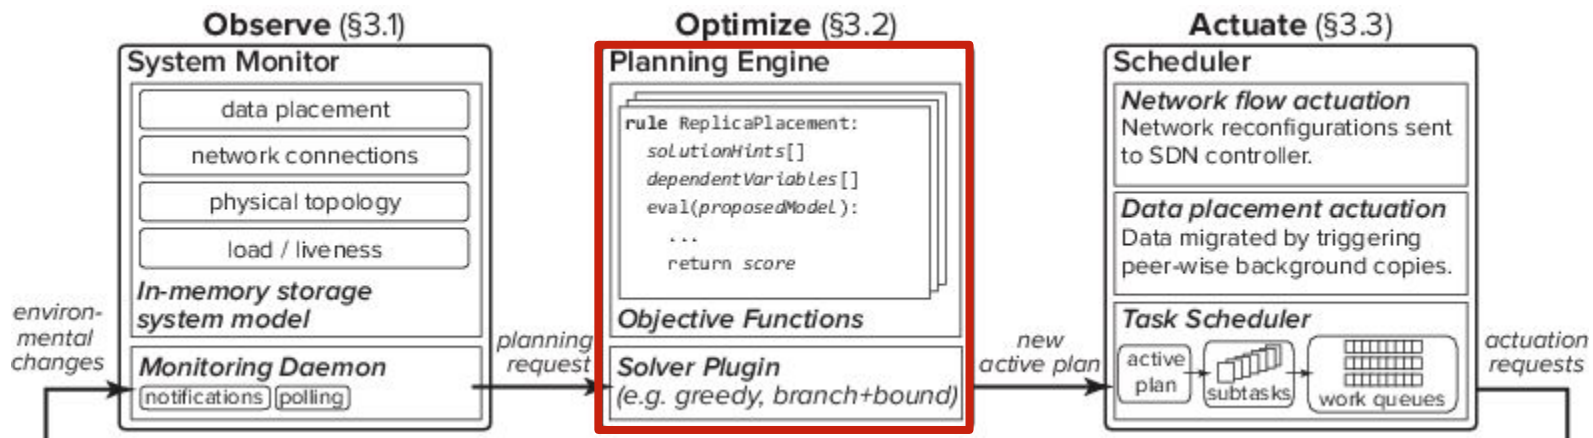 Observe (§3.1)
System Monitor
data placement
network connections
physical topology
load / liveness
In-memory storage
system model
Monitoring Daemon
notifications
polling
environ-
mental
changes
planning
request
Optimize (§3.2)
Planning Engine
rule ReplicaPlacement:
solutionHints[]
dependentVariables[]
eval(proposedModel):
...
return score
Objective Functions
Solver Plugin
(e.g. greedy, branch+bound)
new
active plan
Actuate (§3.3)
Scheduler
Network flow actuation
Network reconfigurations sent
to SDN controller.
Data placement actuation
Data migrated by triggering
peer-wise background copies.
Task Scheduler
active
plan
subtasks
work queues
actuation
requests